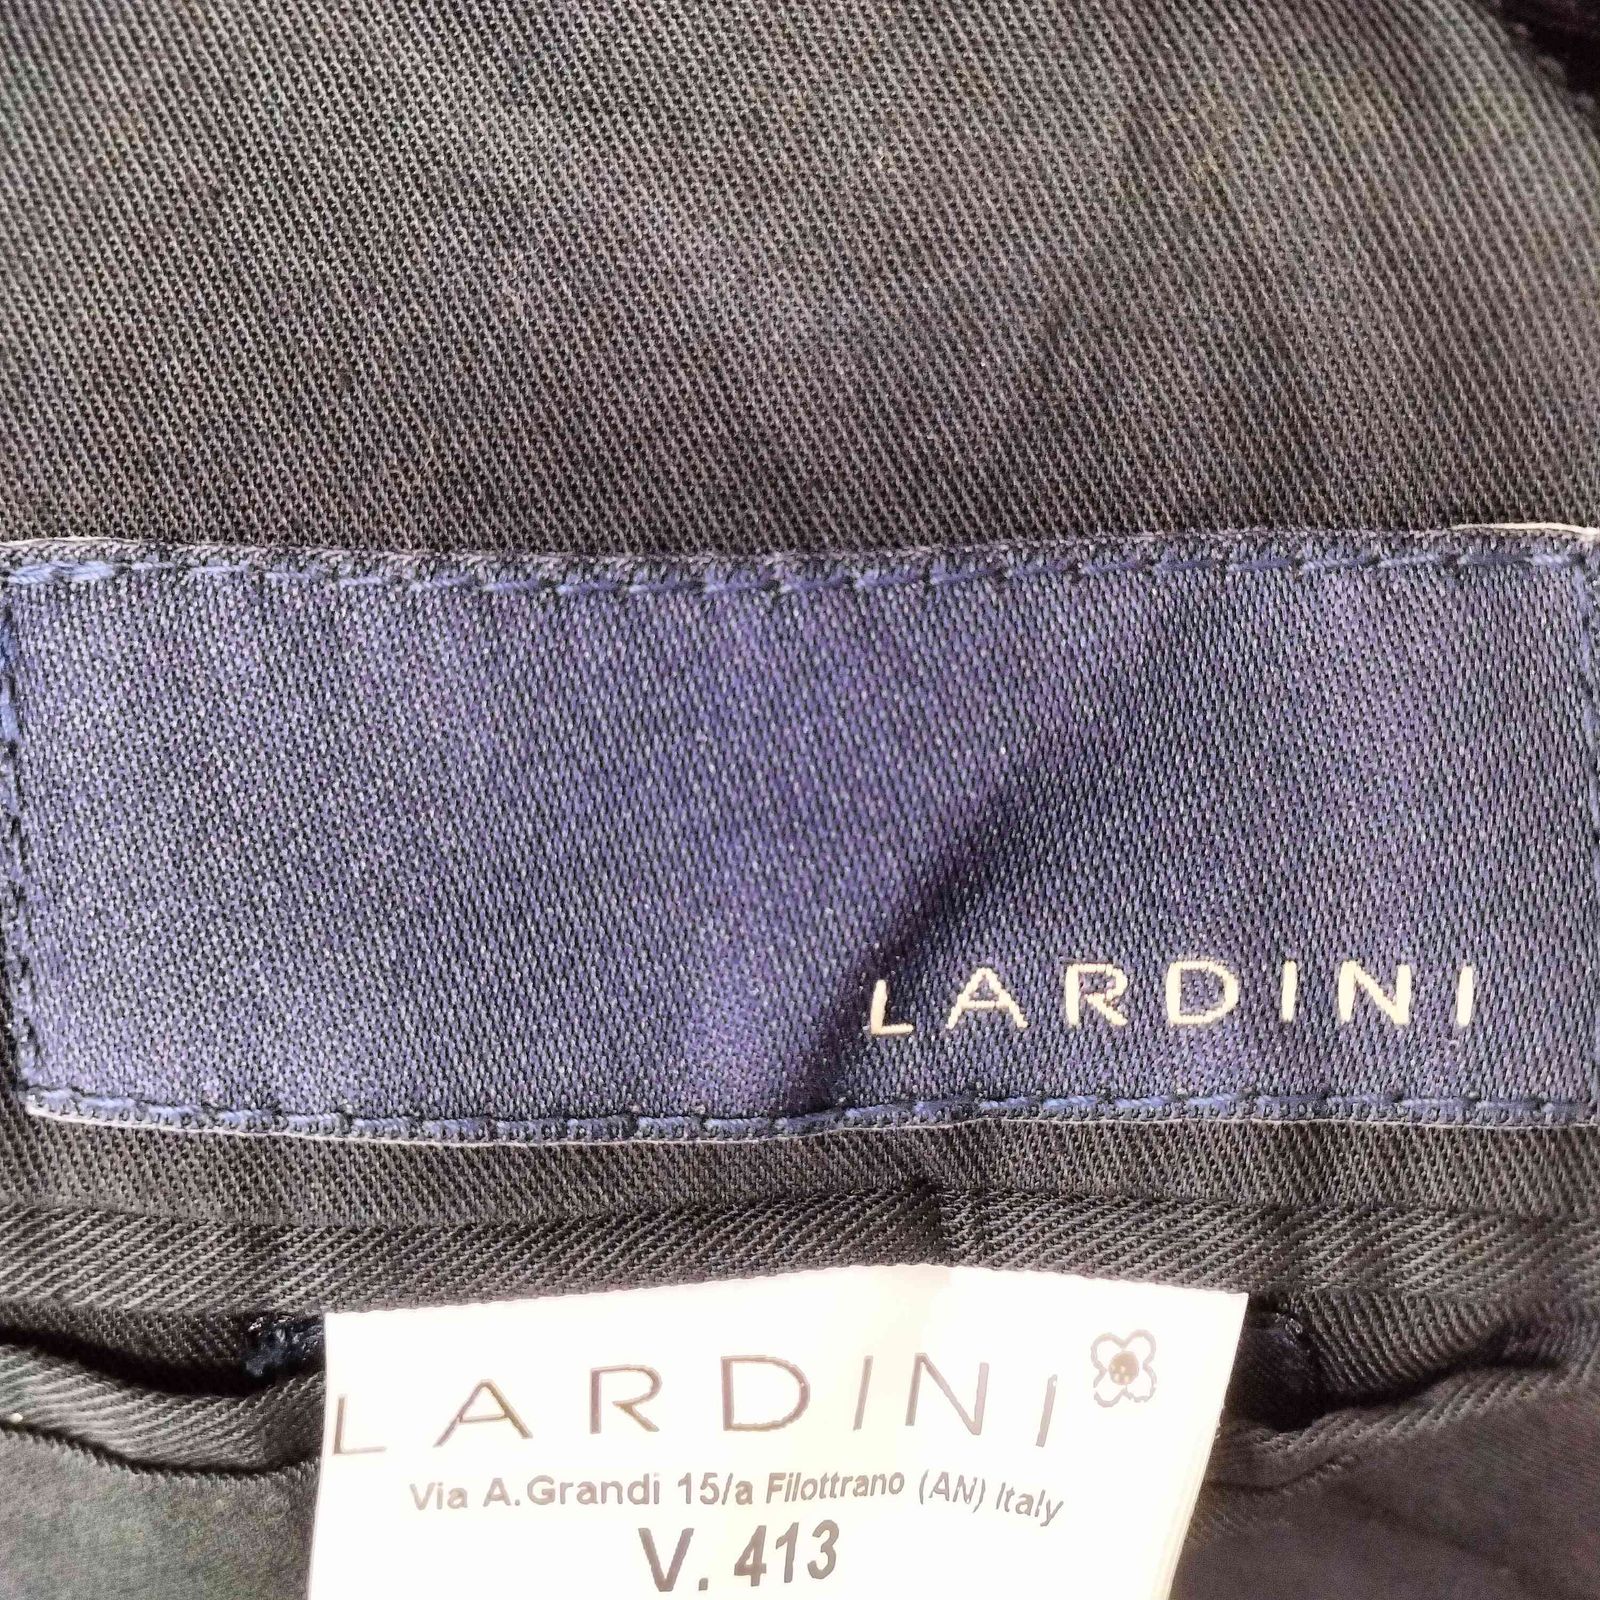 LARDINI
LARDINI
Via A.Grandi 15/a Filottrano (AN) Italy
V. 413